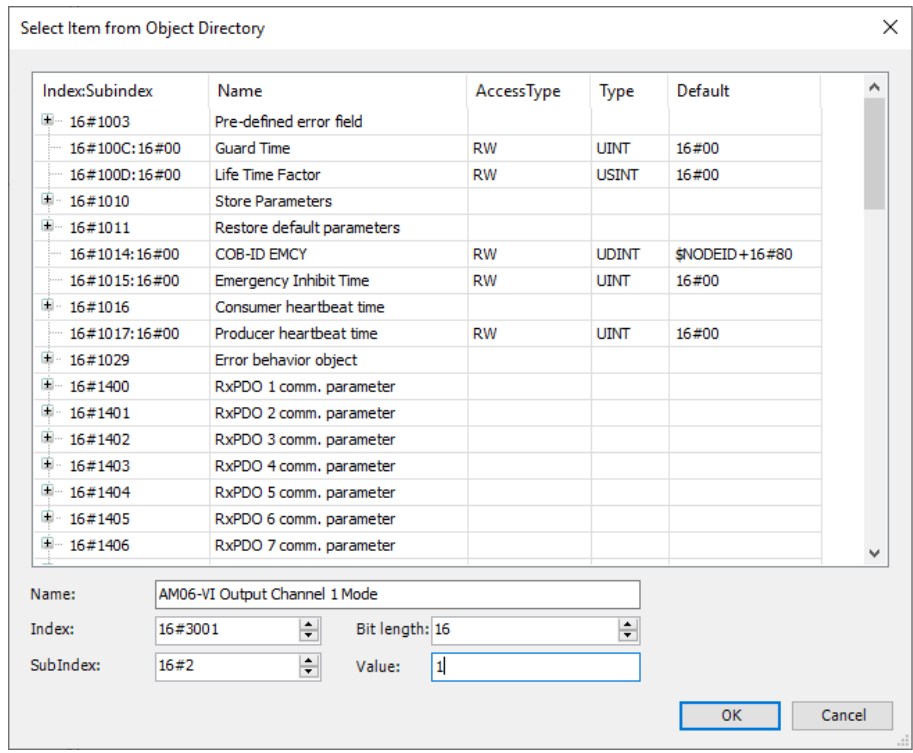 Select Item from Object Directory
Index:Subindex Name AccessType Type Default
16#1003 Pre-defined error field
16#100C:16#00 Guard Time RW UINT 16#00
16#100D:16#00 Life Time Factor RW USINT 16#00
16#1010 Store Parameters
16#1011 Restore default parameters
16#1014:16#00 COB-ID EMCY RW UDINT $NODEID+16#80
16#1015:16#00 Emergency Inhibit Time RW UINT 16#00
16#1016 Consumer heartbeat time
16#1017:16#00 Producer heartbeat time RW UINT 16#00
16#1029 Error behavior object
16#1400 RxPDO 1 comm. parameter
16#1401 RxPDO 2 comm. parameter
16#1402 RxPDO 3 comm. parameter
16#1403 RxPDO 4 comm. parameter
16#1404 RxPDO 5 comm. parameter
16#1405 RxPDO 6 comm. parameter
16#1406 RxPDO 7 comm. parameter
Name: AM06-VI Output Channel 1 Mode
Index: 16#3001 Bit length: 16
SubIndex: 16#2 Value: 1
OK Cancel